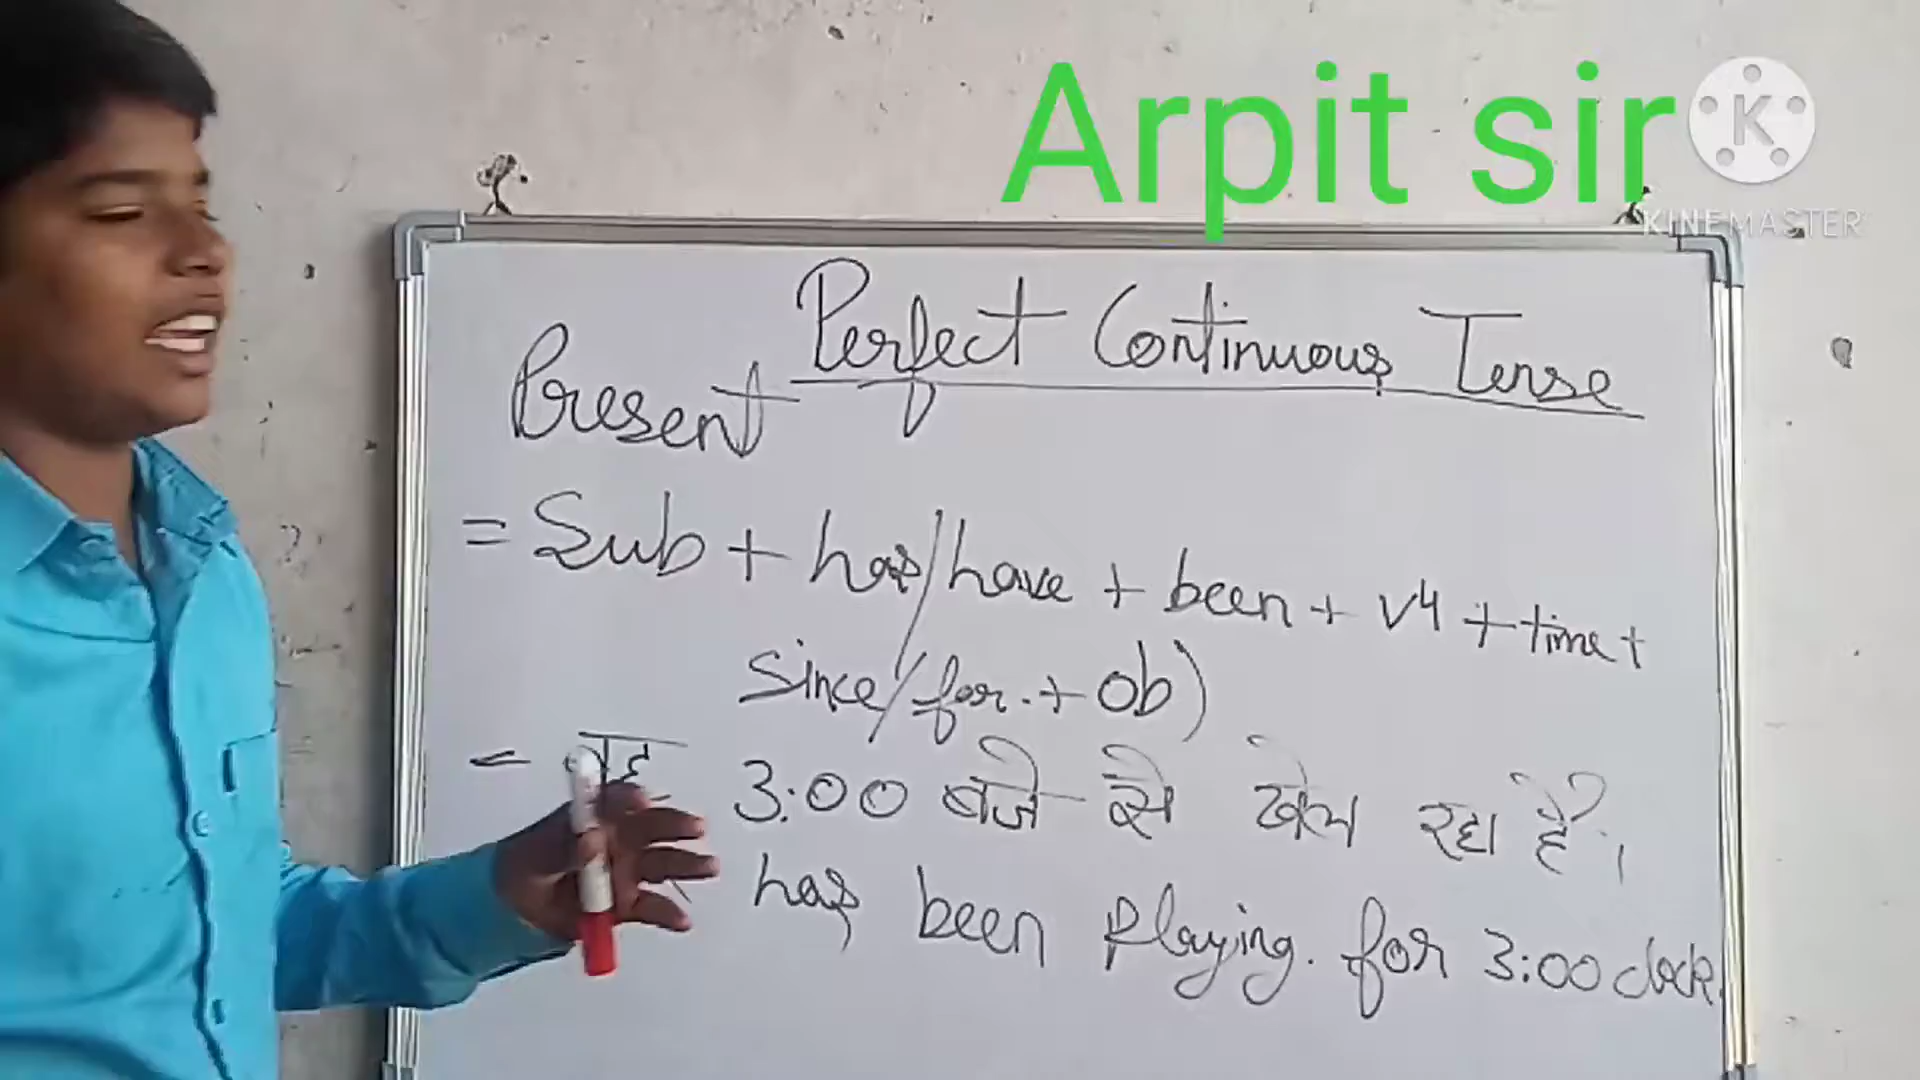 Arpit sir
K
KINEMASTER
Present Perfect Continuous Tense
= Sub + has/have + been + v4 + time +
since/for. + Ob)
= वह 3:00 बजे से खेल रहा है।
has been Playing. for 3:00 clock.